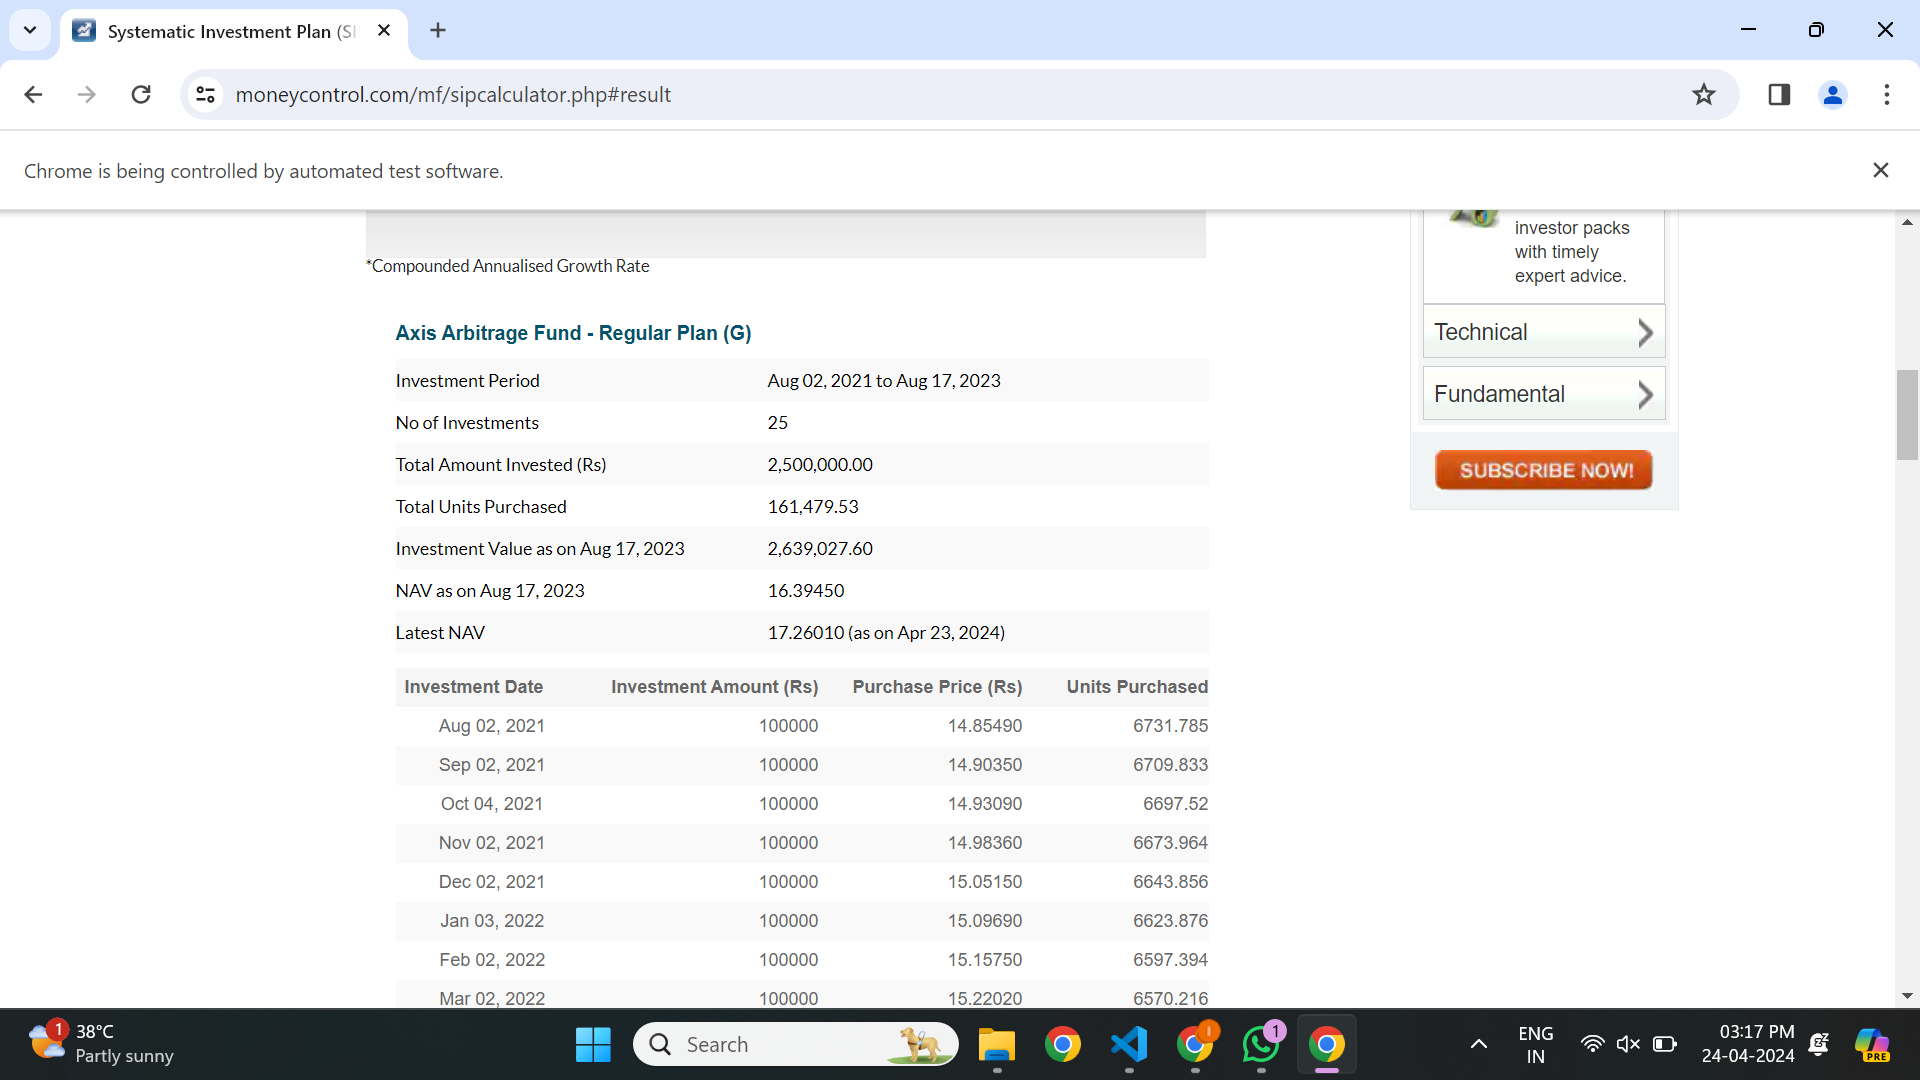 Systematic Investment Plan (SI
moneycontrol.com/mf/sipcalculator.php#result
Chrome is being controlled by automated test software.
*Compounded Annualised Growth Rate
Axis Arbitrage Fund - Regular Plan (G)
Investment Period Aug 02, 2021 to Aug 17, 2023
No of Investments 25
Total Amount Invested (Rs) 2,500,000.00
Total Units Purchased 161,479.53
Investment Value as on Aug 17, 2023 2,639,027.60
NAV as on Aug 17, 2023 16.39450
Latest NAV 17.26010 (as on Apr 23, 2024)
Investment Date Investment Amount (Rs) Purchase Price (Rs) Units Purchased
Aug 02, 2021 100000 14.85490 6731.785
Sep 02, 2021 100000 14.90350 6709.833
Oct 04, 2021 100000 14.93090 6697.52
Nov 02, 2021 100000 14.98360 6673.964
Dec 02, 2021 100000 15.05150 6643.856
Jan 03, 2022 100000 15.09690 6623.876
Feb 02, 2022 100000 15.15750 6597.394
Mar 02, 2022 100000 15.22020 6570.216
investor packs
with timely
expert advice.
Technical
Fundamental
SUBSCRIBE NOW!
1
38°C
Partly sunny
Search
1
PRE
ENG
IN
03:17 PM
24-04-2024